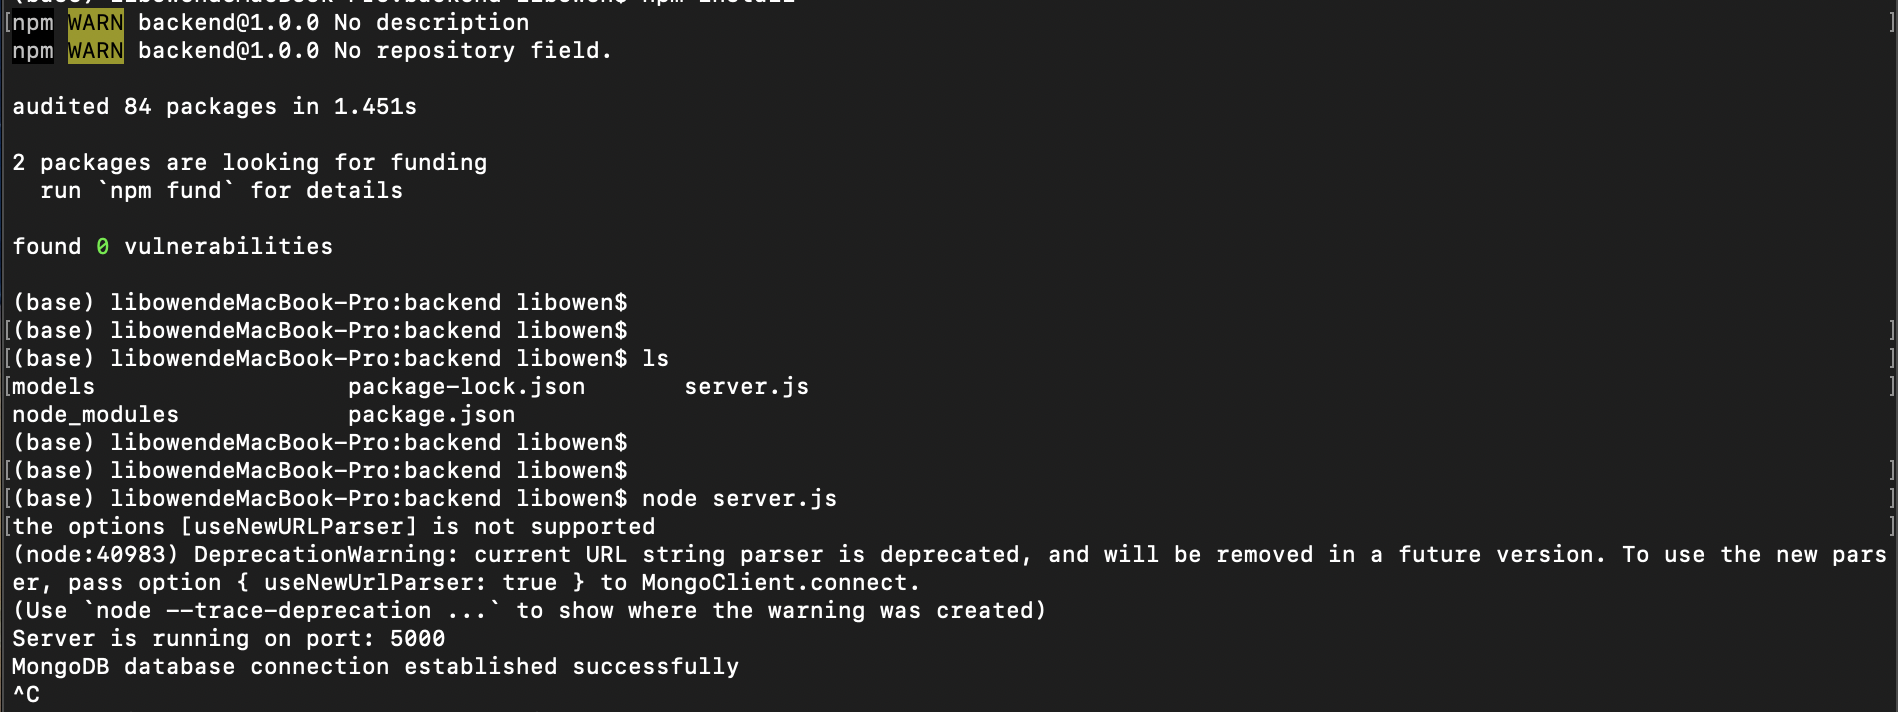 npm WARN backend@1.0.0 No description
npm WARN backend@1.0.0 No repository field.
audited 84 packages in 1.451s
2 packages are looking for funding
  run `npm fund` for details
found 0 vulnerabilities
(base) libowendeMacBook-Pro:backend libowen$
(base) libowendeMacBook-Pro:backend libowen$
(base) libowendeMacBook-Pro:backend libowen$ ls
models                  package-lock.json       server.js
node_modules            package.json
(base) libowendeMacBook-Pro:backend libowen$
(base) libowendeMacBook-Pro:backend libowen$
(base) libowendeMacBook-Pro:backend libowen$ node server.js
the options [useNewURLParser] is not supported
(node:40983) DeprecationWarning: current URL string parser is deprecated, and will be removed in a future version. To use the new pars
er, pass option { useNewUrlParser: true } to MongoClient.connect.
(Use `node --trace-deprecation ...` to show where the warning was created)
Server is running on port: 5000
MongoDB database connection established successfully
^C